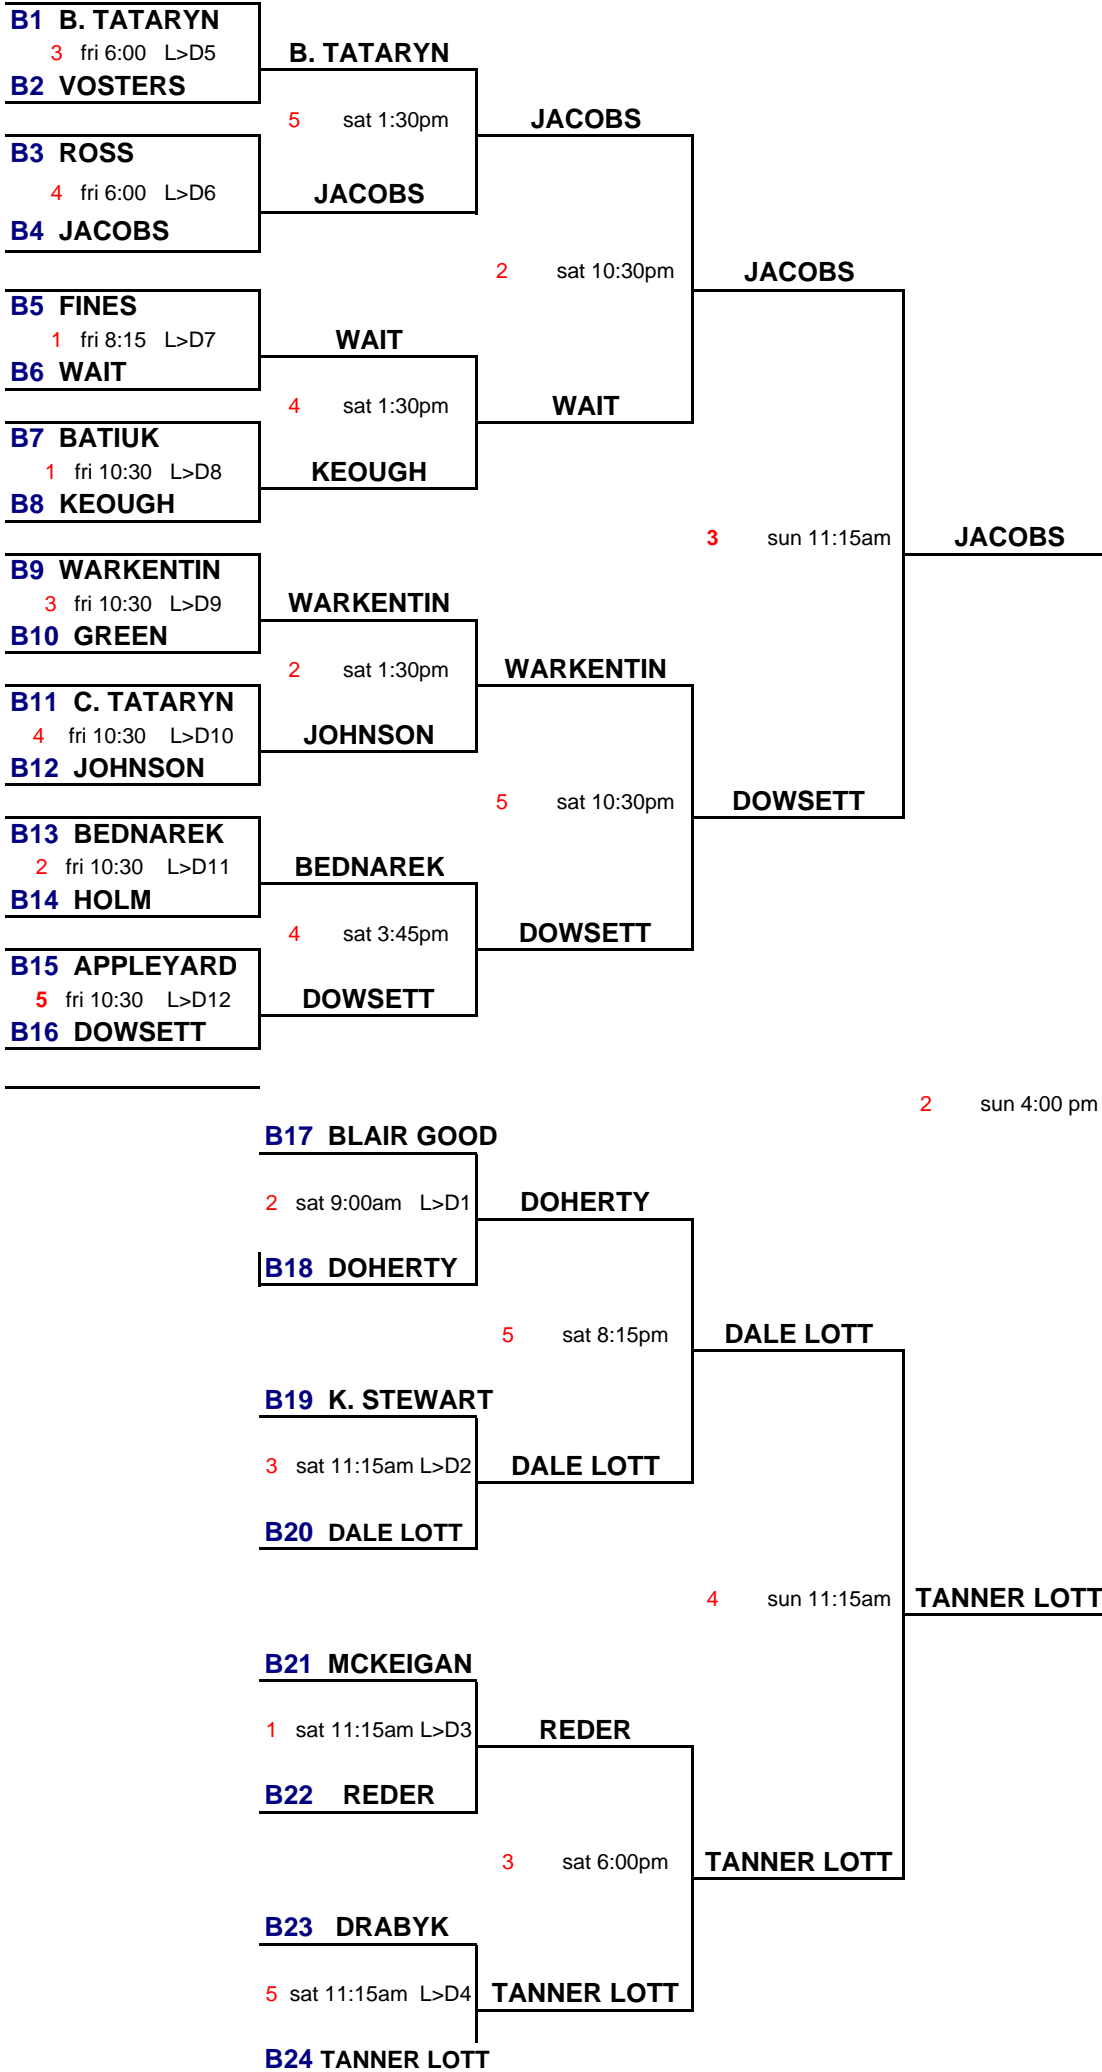 B1 B. TATARYN
3 fri 6:00 L>D5
B. TATARYN
B2 VOSTERS
5 sat 1:30pm
JACOBS
B3 ROSS
4 fri 6:00 L>D6
JACOBS
B4 JACOBS
2 sat 10:30pm
JACOBS
B5 FINES
1 fri 8:15 L>D7
WAIT
B6 WAIT
4 sat 1:30pm
WAIT
B7 BATIUK
1 fri 10:30 L>D8
KEOUGH
B8 KEOUGH
3 sun 11:15am
JACOBS
B9 WARKENTIN
3 fri 10:30 L>D9
WARKENTIN
B10 GREEN
2 sat 1:30pm
WARKENTIN
B11 C. TATARYN
4 fri 10:30 L>D10
JOHNSON
B12 JOHNSON
5 sat 10:30pm
DOWSETT
B13 BEDNAREK
2 fri 10:30 L>D11
BEDNAREK
B14 HOLM
4 sat 3:45pm
DOWSETT
B15 APPLEYARD
5 fri 10:30 L>D12
DOWSETT
B16 DOWSETT
2 sun 4:00 pm
B17 BLAIR GOOD
2 sat 9:00am L>D1
DOHERTY
B18 DOHERTY
5 sat 8:15pm
DALE LOTT
B19 K. STEWART
3 sat 11:15am L>D2
DALE LOTT
B20 DALE LOTT
4 sun 11:15am
TANNER LOTT
B21 MCKEIGAN
1 sat 11:15am L>D3
REDER
B22 REDER
3 sat 6:00pm
TANNER LOTT
B23 DRABYK
5 sat 11:15am L>D4
TANNER LOTT
B24 TANNER LOTT